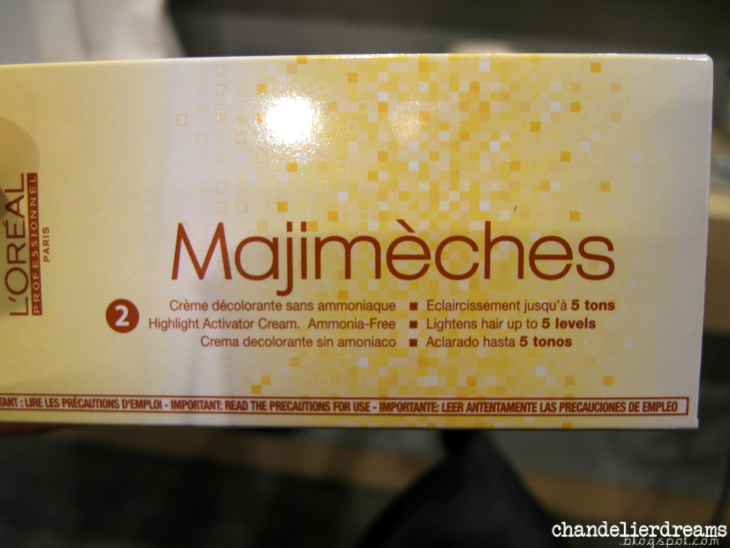 L'ORÉAL
PROFESSIONNEL
PARIS
Majimèches
2
Crème décolorante sans ammoniaque ■ Eclaircissement jusqu'à 5 tons
Highlight Activator Cream. Ammonia-Free ■ Lightens hair up to 5 levels
Crema decolorante sin amoniaco ■ Aclarado hasta 5 tonos
TANT : LIRE LES PRÉCAUTIONS D'EMPLOI - IMPORTANT: READ THE PRECAUTIONS FOR USE - IMPORTANTE: LEER ANTENTAMENTE LAS PRECAUCIONES DE EMPLEO
chandelierdreams
.blogspot.com